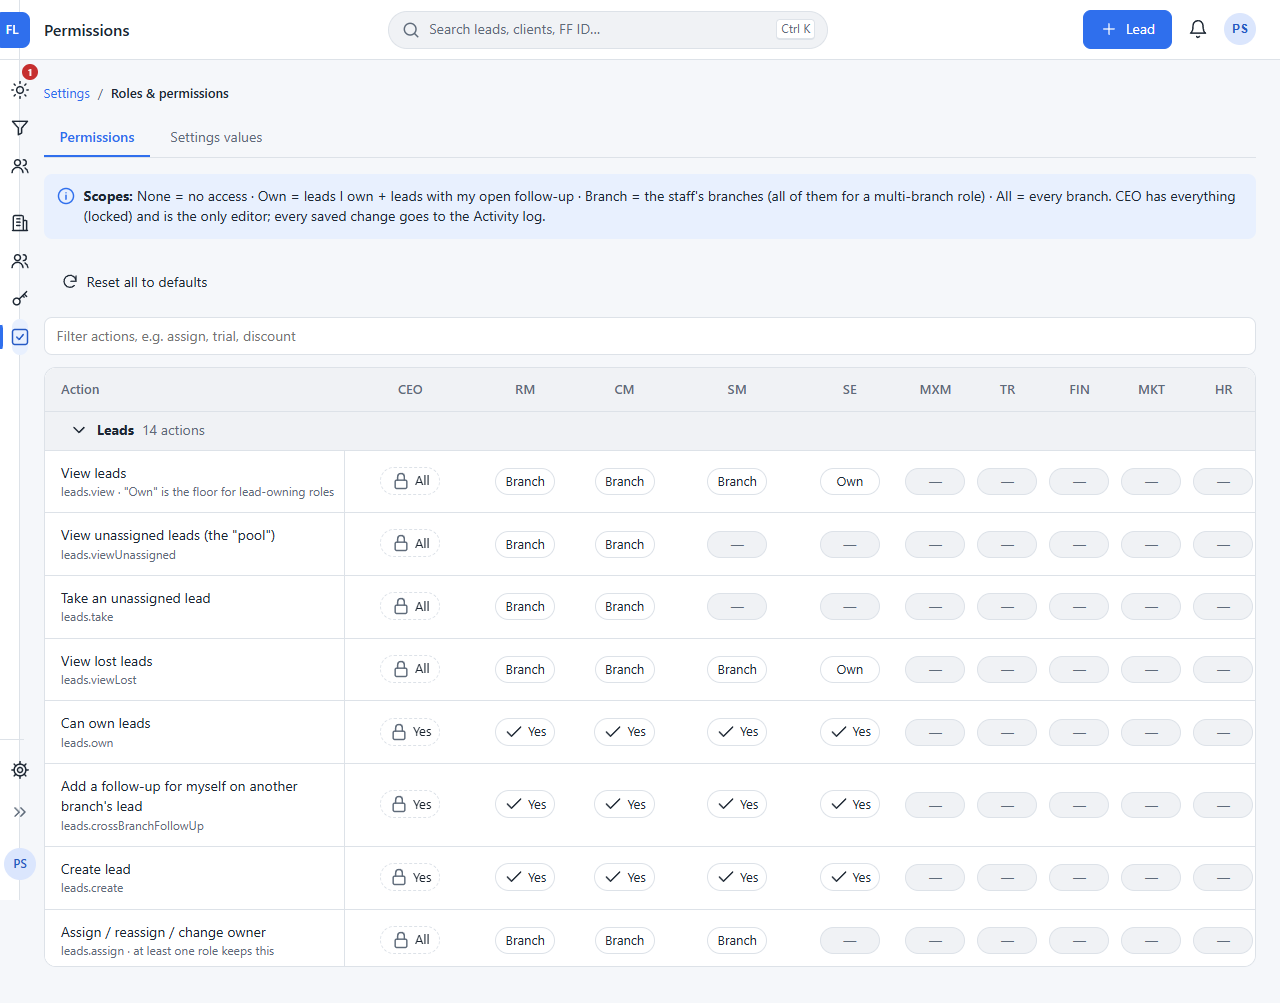 FL
Permissions
Search leads, clients, FF ID...
Ctrl K
Lead
PS
1
Settings / Roles & permissions
Permissions
Settings values
Scopes: None = no access · Own = leads I own + leads with my open follow-up · Branch = the staff's branches (all of them for a multi-branch role) · All = every branch. CEO has everything
(locked) and is the only editor; every saved change goes to the Activity log.
Reset all to defaults
Filter actions, e.g. assign, trial, discount
Action CEO RM CM SM SE MXM TR FIN MKT HR
Leads 14 actions
View leads
leads.view · "Own" is the floor for lead-owning roles
All Branch Branch Branch Own — — — — —
View unassigned leads (the "pool")
leads.viewUnassigned
All Branch Branch — — — — — — —
Take an unassigned lead
leads.take
All Branch Branch — — — — — — —
View lost leads
leads.viewLost
All Branch Branch Branch Own — — — — —
Can own leads
leads.own
Yes Yes Yes Yes Yes — — — — —
Add a follow-up for myself on another
branch's lead
leads.crossBranchFollowUp
Yes Yes Yes Yes Yes — — — — —
Create lead
leads.create
Yes Yes Yes Yes Yes — — — — —
Assign / reassign / change owner
leads.assign · at least one role keeps this
All Branch Branch Branch — — — — — —
PS